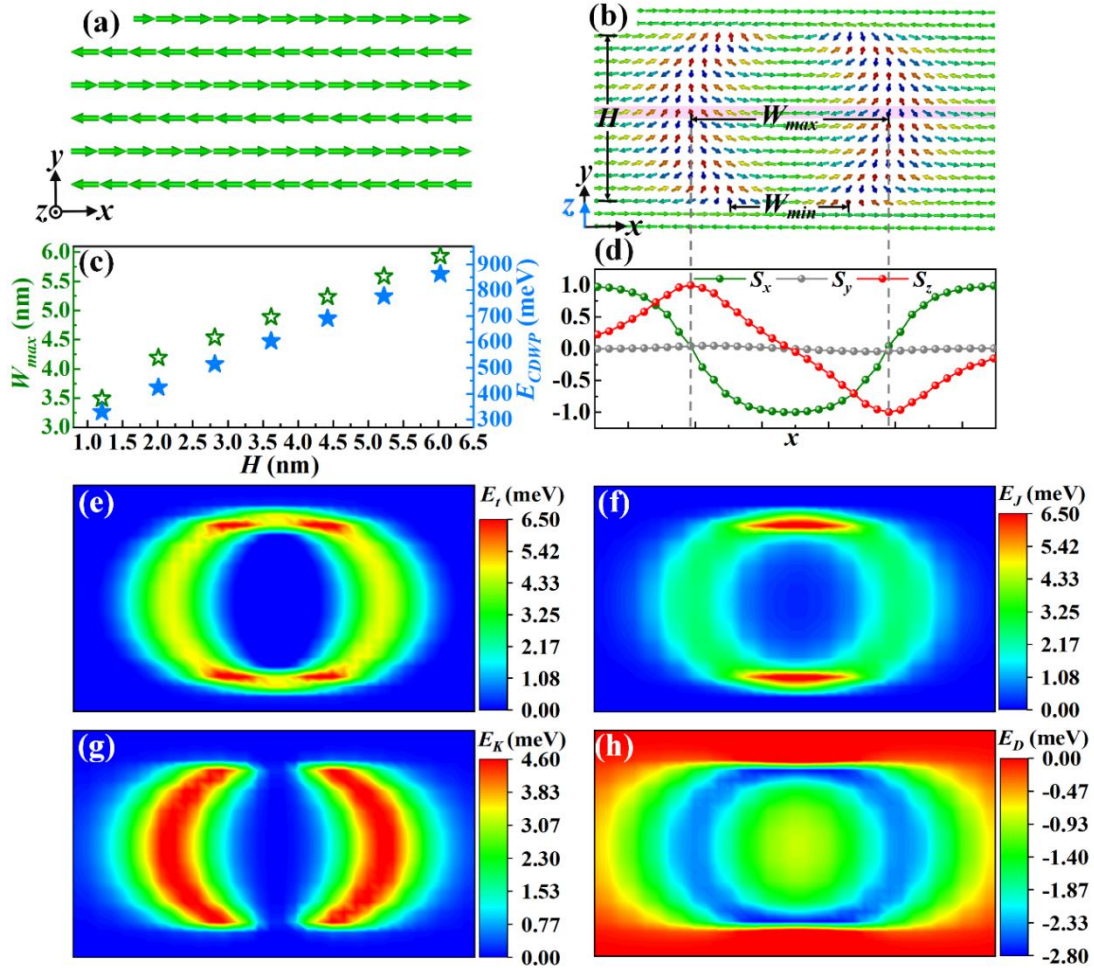 (a)
y
z
x
(b)
H
W_max
W_min
y
z
x
(c)
6.0
5.5
5.0
4.5
4.0
3.5
3.0
W_max (nm)
900
800
700
600
500
400
300
E_CDWP (meV)
1.0 1.5 2.0 2.5 3.0 3.5 4.0 4.5 5.0 5.5 6.0 6.5
H (nm)
(d)
S_x S_y S_z
1.0
0.5
0.0
-0.5
-1.0
x
(e)
E_t (meV)
6.50
5.42
4.33
3.25
2.17
1.08
0.00
(f)
E_J (meV)
6.50
5.42
4.33
3.25
2.17
1.08
0.00
(g)
E_K (meV)
4.60
3.83
3.07
2.30
1.53
0.77
0.00
(h)
E_D (meV)
0.00
-0.47
-0.93
-1.40
-1.87
-2.33
-2.80